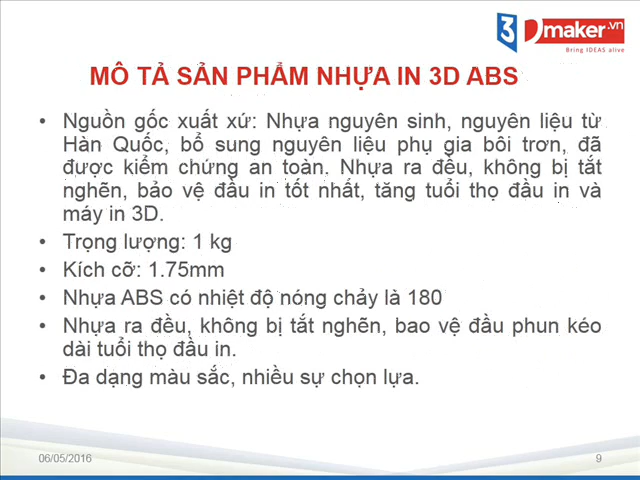 3Dmaker.vn
Bring IDEAS alive
MÔ TẢ SẢN PHẨM NHỰA IN 3D ABS
• Nguồn gốc xuất xứ: Nhựa nguyên sinh, nguyên liệu từ
Hàn Quốc, bổ sung nguyên liệu phụ gia bôi trơn, đã
được kiểm chứng an toàn. Nhựa ra đều, không bị tắt
nghẽn, bảo vệ đầu in tốt nhất, tăng tuổi thọ đầu in và
máy in 3D.
• Trọng lượng: 1 kg
• Kích cỡ: 1.75mm
• Nhựa ABS có nhiệt độ nóng chảy là 180
• Nhựa ra đều, không bị tắt nghẽn, bao vệ đầu phun kéo
dài tuổi thọ đầu in.
• Đa dạng màu sắc, nhiều sự chọn lựa.
06/05/2016
9